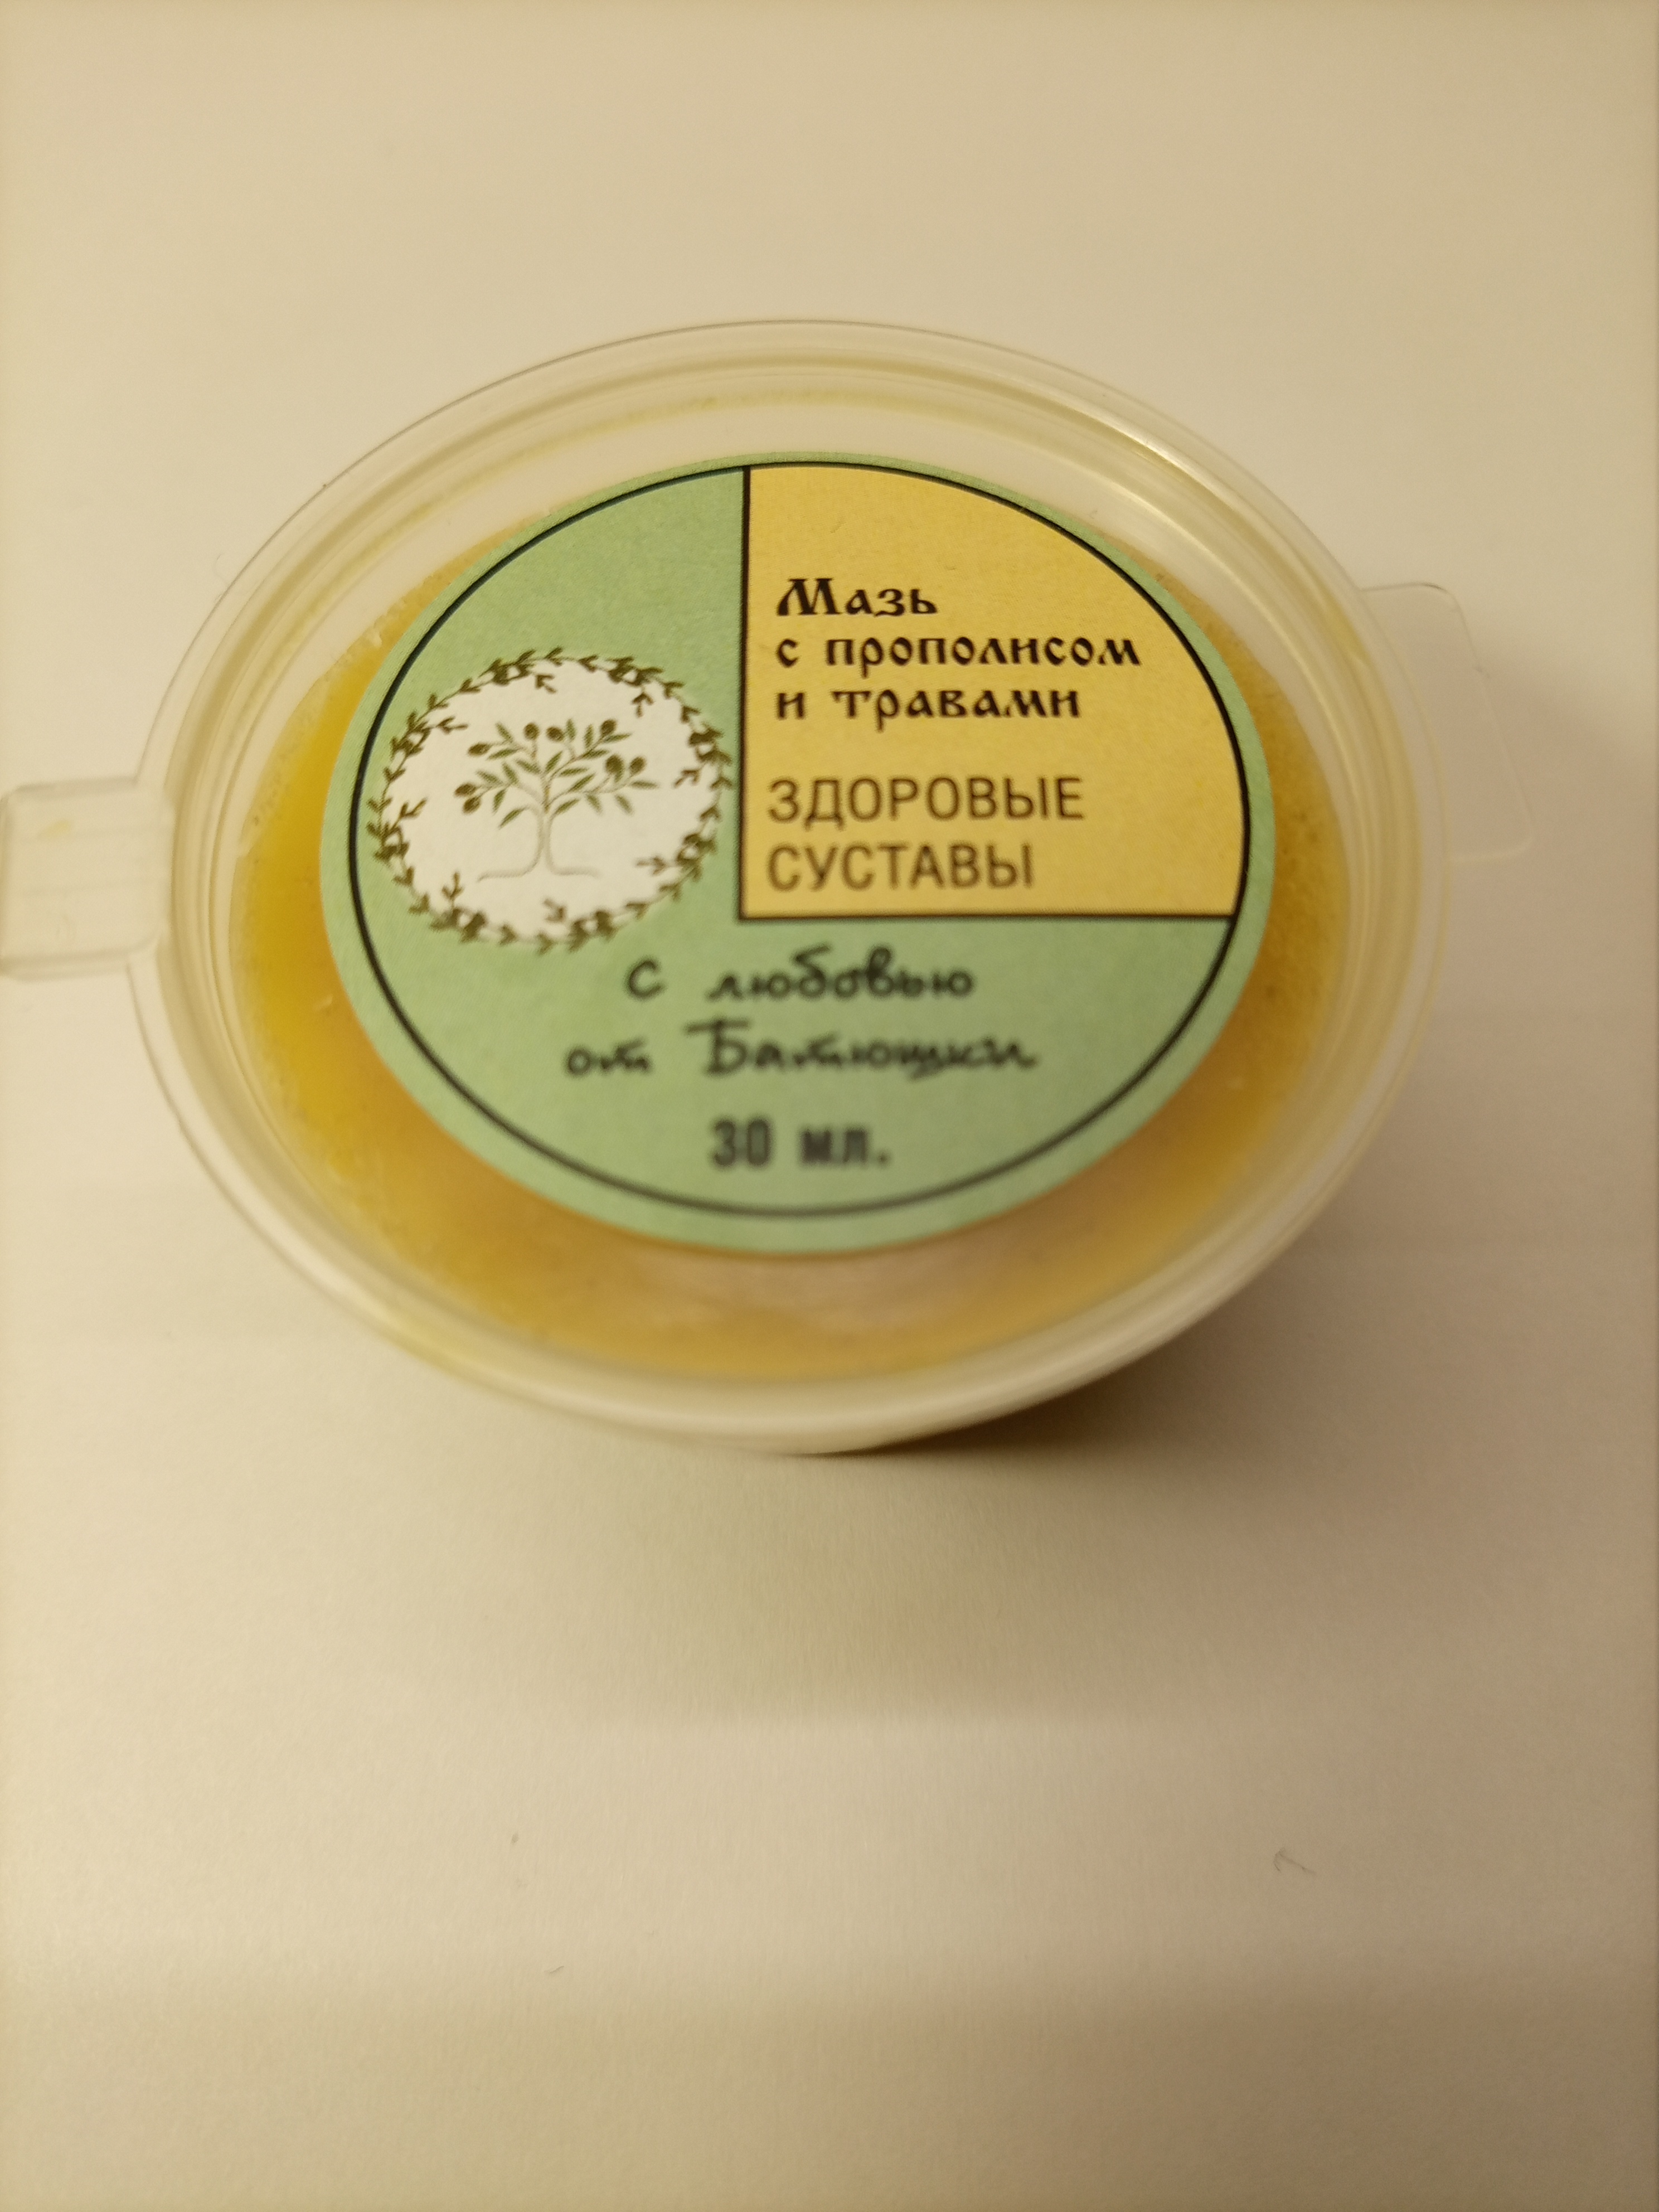 Мазь
с прополисом
и травами
ЗДОРОВЫЕ
СУСТАВЫ
С любовью
от Батюшки
30 мл.